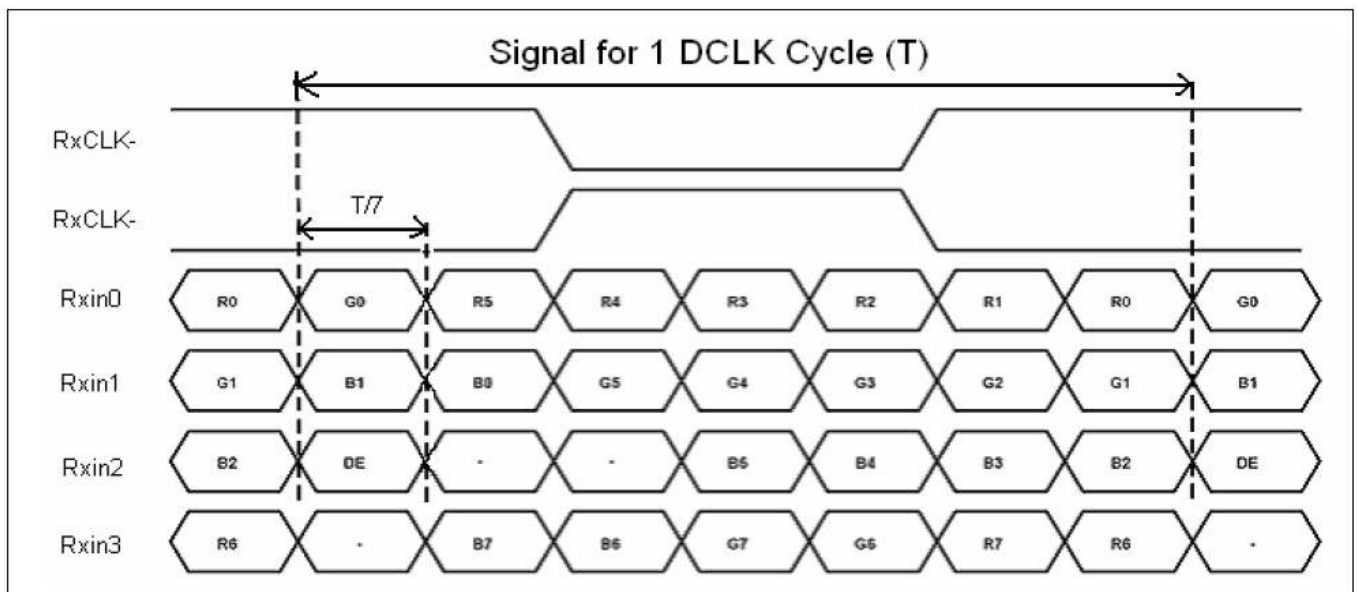 Signal for 1 DCLK Cycle (T)
RxCLK-
RxCLK-
T/7
Rxin0 R0 G0 R5 R4 R3 R2 R1 R0 G0
Rxin1 G1 B1 B0 G5 G4 G3 G2 G1 B1
Rxin2 B2 DE - - B5 B4 B3 B2 DE
Rxin3 R6 - B7 B6 G7 G6 R7 R6 -